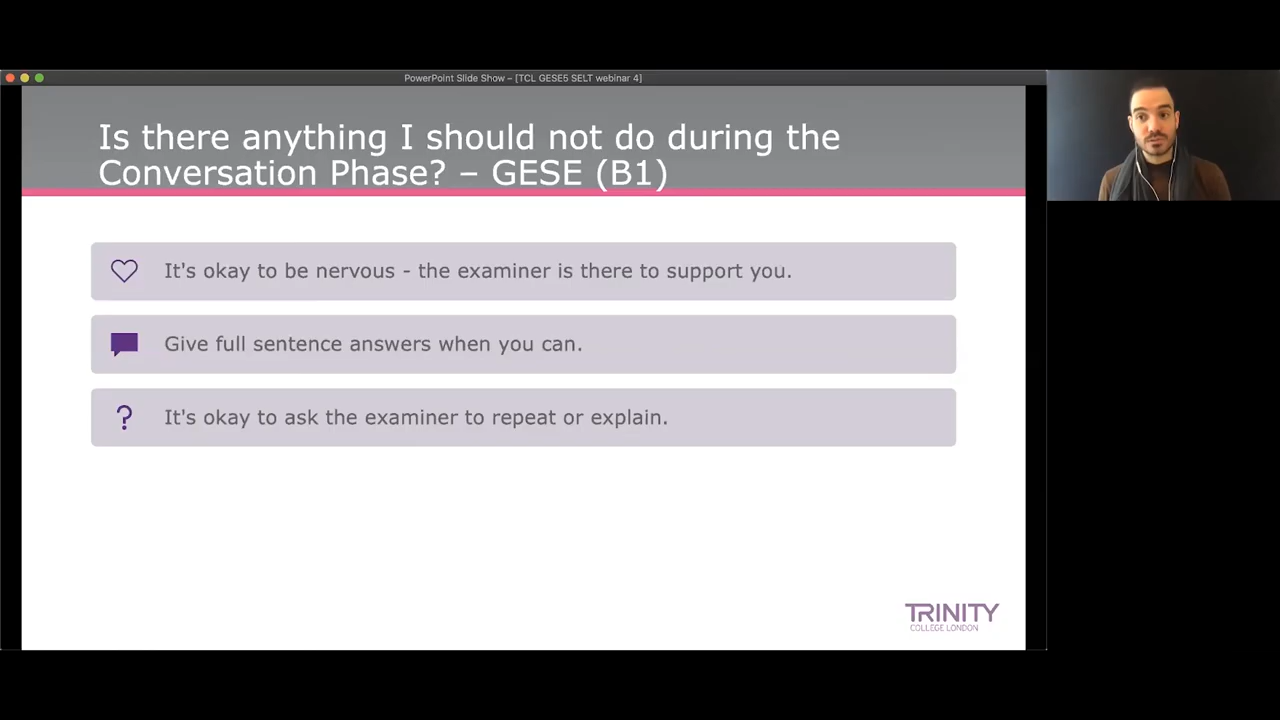 PowerPoint Slide Show – [TCL GESE5 SELT webinar 4]
Is there anything I should not do during the
Conversation Phase? – GESE (B1)
It's okay to be nervous - the examiner is there to support you.
Give full sentence answers when you can.
? It's okay to ask the examiner to repeat or explain.
TRINITY
COLLEGE LONDON